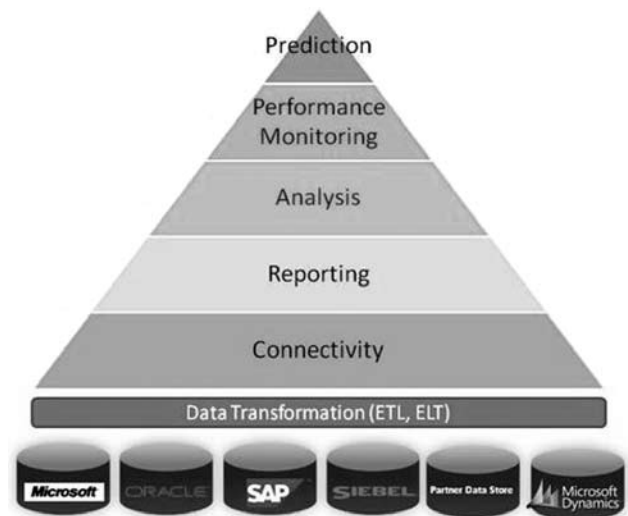 Prediction
Performance
Monitoring
Analysis
Reporting
Connectivity
Data Transformation (ETL, ELT)
Microsoft
ORACLE
SAP
SIEBEL
Partner Data Store
Microsoft
Dynamics